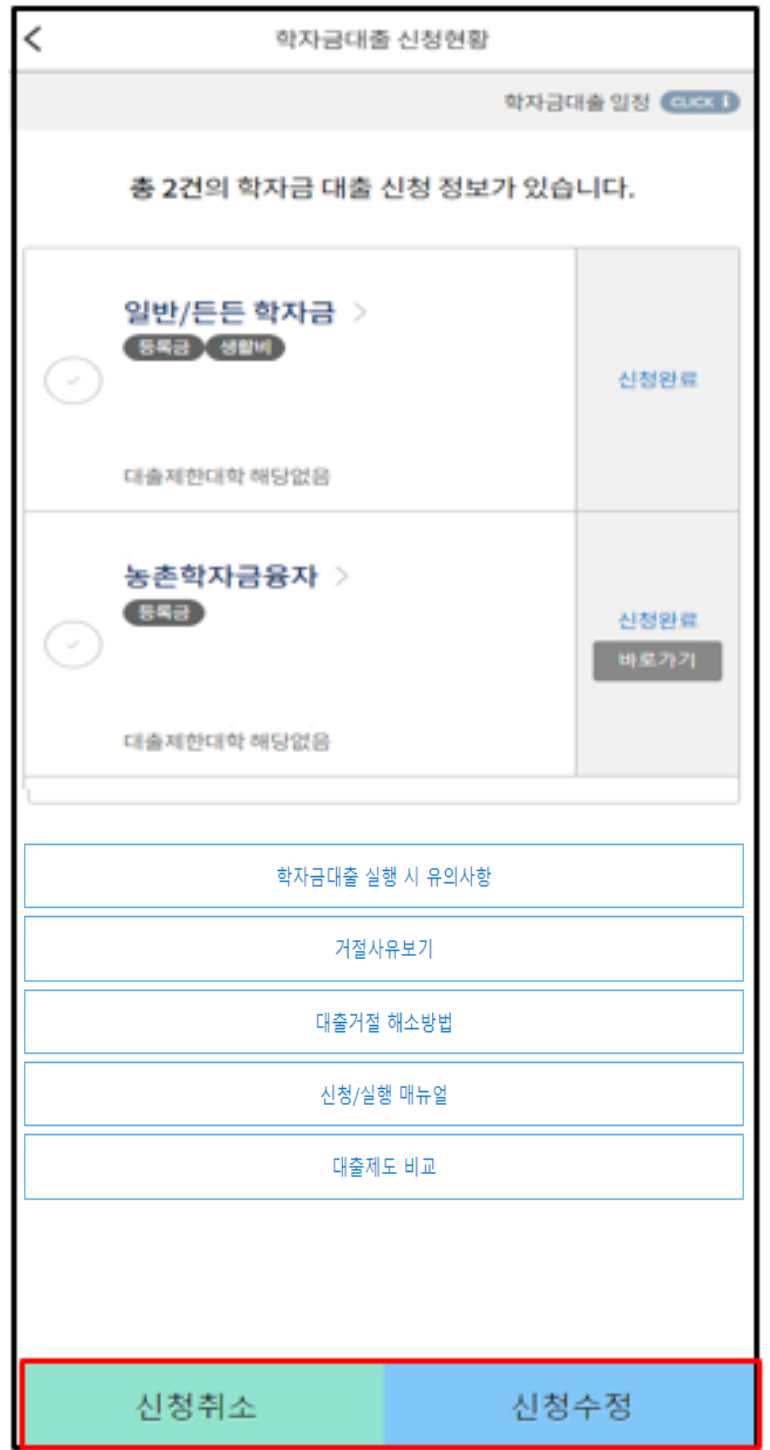 학자금대출 신청현황
학자금대출 일정 CLICK i
총 2건의 학자금 대출 신청 정보가 있습니다.
일반/든든 학자금 >
등록금 생활비
신청완료
대출제한대학 해당없음
농촌학자금융자 >
등록금
신청완료
바로가기
대출제한대학 해당없음
학자금대출 실행 시 유의사항
거절사유보기
대출거절 해소방법
신청/실행 매뉴얼
대출제도 비교
신청취소 신청수정